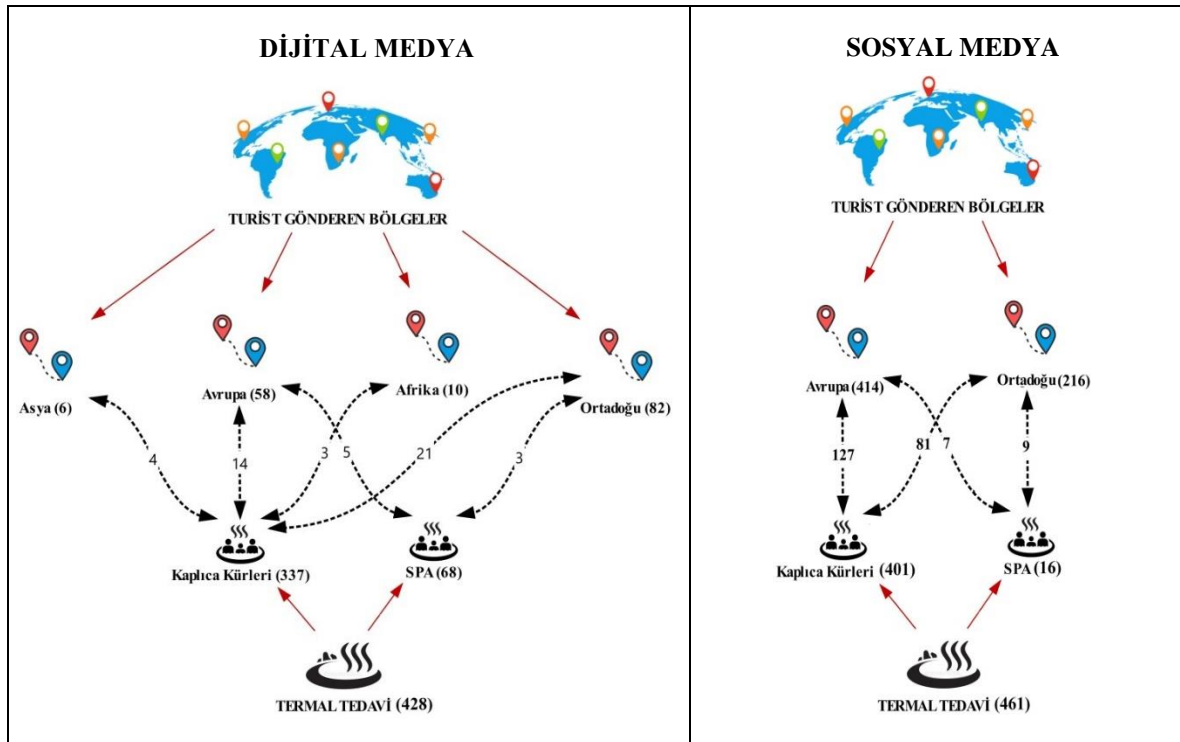 DİJİTAL MEDYA
TURİST GÖNDEREN BÖLGELER
Asya (6)
Avrupa (58)
Afrika (10)
Ortadoğu (82)
4
14
3
5
21
3
Kaplıca Kürleri (337)
SPA (68)
TERMAL TEDAVİ (428)
SOSYAL MEDYA
TURİST GÖNDEREN BÖLGELER
Avrupa (414)
Ortadoğu (216)
127
81
7
9
Kaplıca Kürleri (401)
SPA (16)
TERMAL TEDAVİ (461)